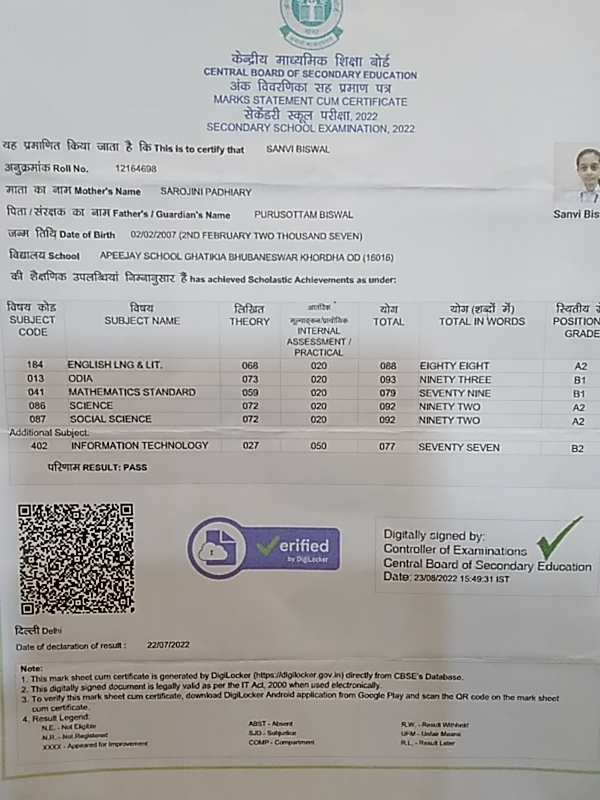 केन्द्रीय माध्यमिक शिक्षा बोर्ड
CENTRAL BOARD OF SECONDARY EDUCATION
अंक विवरणिका सह प्रमाण पत्र
MARKS STATEMENT CUM CERTIFICATE
सेकेंडरी स्कूल परीक्षा, 2022
SECONDARY SCHOOL EXAMINATION, 2022
यह प्रमाणित किया जाता है कि This is to certify that SANVI BISWAL
अनुक्रमांक Roll No. 12164698
माता का नाम Mother's Name SAROJINI PADHIARY
पिता / संरक्षक का नाम Father's / Guardian's Name PURUSOTTAM BISWAL
Sanvi Bis
जन्म तिथि Date of Birth 02/02/2007 (2ND FEBRUARY TWO THOUSAND SEVEN)
विद्यालय School APEEJAY SCHOOL GHATIKIA BHUBANESWAR KHORDHA OD (16016)
की शैक्षणिक उपलब्धियां निम्नानुसार हैं has achieved Scholastic Achievements as under:
विषय कोड SUBJECT CODE विषय SUBJECT NAME लिखित THEORY आतंरिक मूल्याङ्कन/प्रायोगिक INTERNAL ASSESSMENT / PRACTICAL योग TOTAL योग (शब्दों में) TOTAL IN WORDS स्थितीय POSITION GRADE
184 ENGLISH LNG & LIT. 068 020 088 EIGHTY EIGHT A2
013 ODIA 073 020 093 NINETY THREE B1
041 MATHEMATICS STANDARD 059 020 079 SEVENTY NINE B1
086 SCIENCE 072 020 092 NINETY TWO A2
087 SOCIAL SCIENCE 072 020 092 NINETY TWO A2
Additional Subject:
402 INFORMATION TECHNOLOGY 027 050 077 SEVENTY SEVEN B2
परिणाम RESULT: PASS
Verified
by DigiLocker
Digitally signed by:
Controller of Examinations
Central Board of Secondary Education
Date: 23/08/2022 15:49:31 IST
दिल्ली Delhi
Date of declaration of result : 22/07/2022
Note:
1. This mark sheet cum certificate is generated by DigiLocker (https://digilocker.gov.in) directly from CBSE's Database.
2. This digitally signed document is legally valid as per the IT Act, 2000 when used electronically.
3. To verify this mark sheet cum certificate, download DigiLocker Android application from Google Play and scan the QR code on the mark sheet
cum certificate.
4. Result Legend:
N.E. - Not Eligible ABST - Absent R.W. - Result Withheld
N.R. - Not Registered SJD - Subjudice UFM - Unfair Means
XXXX - Appeared for Improvement COMP - Compartment R.L. - Result Later